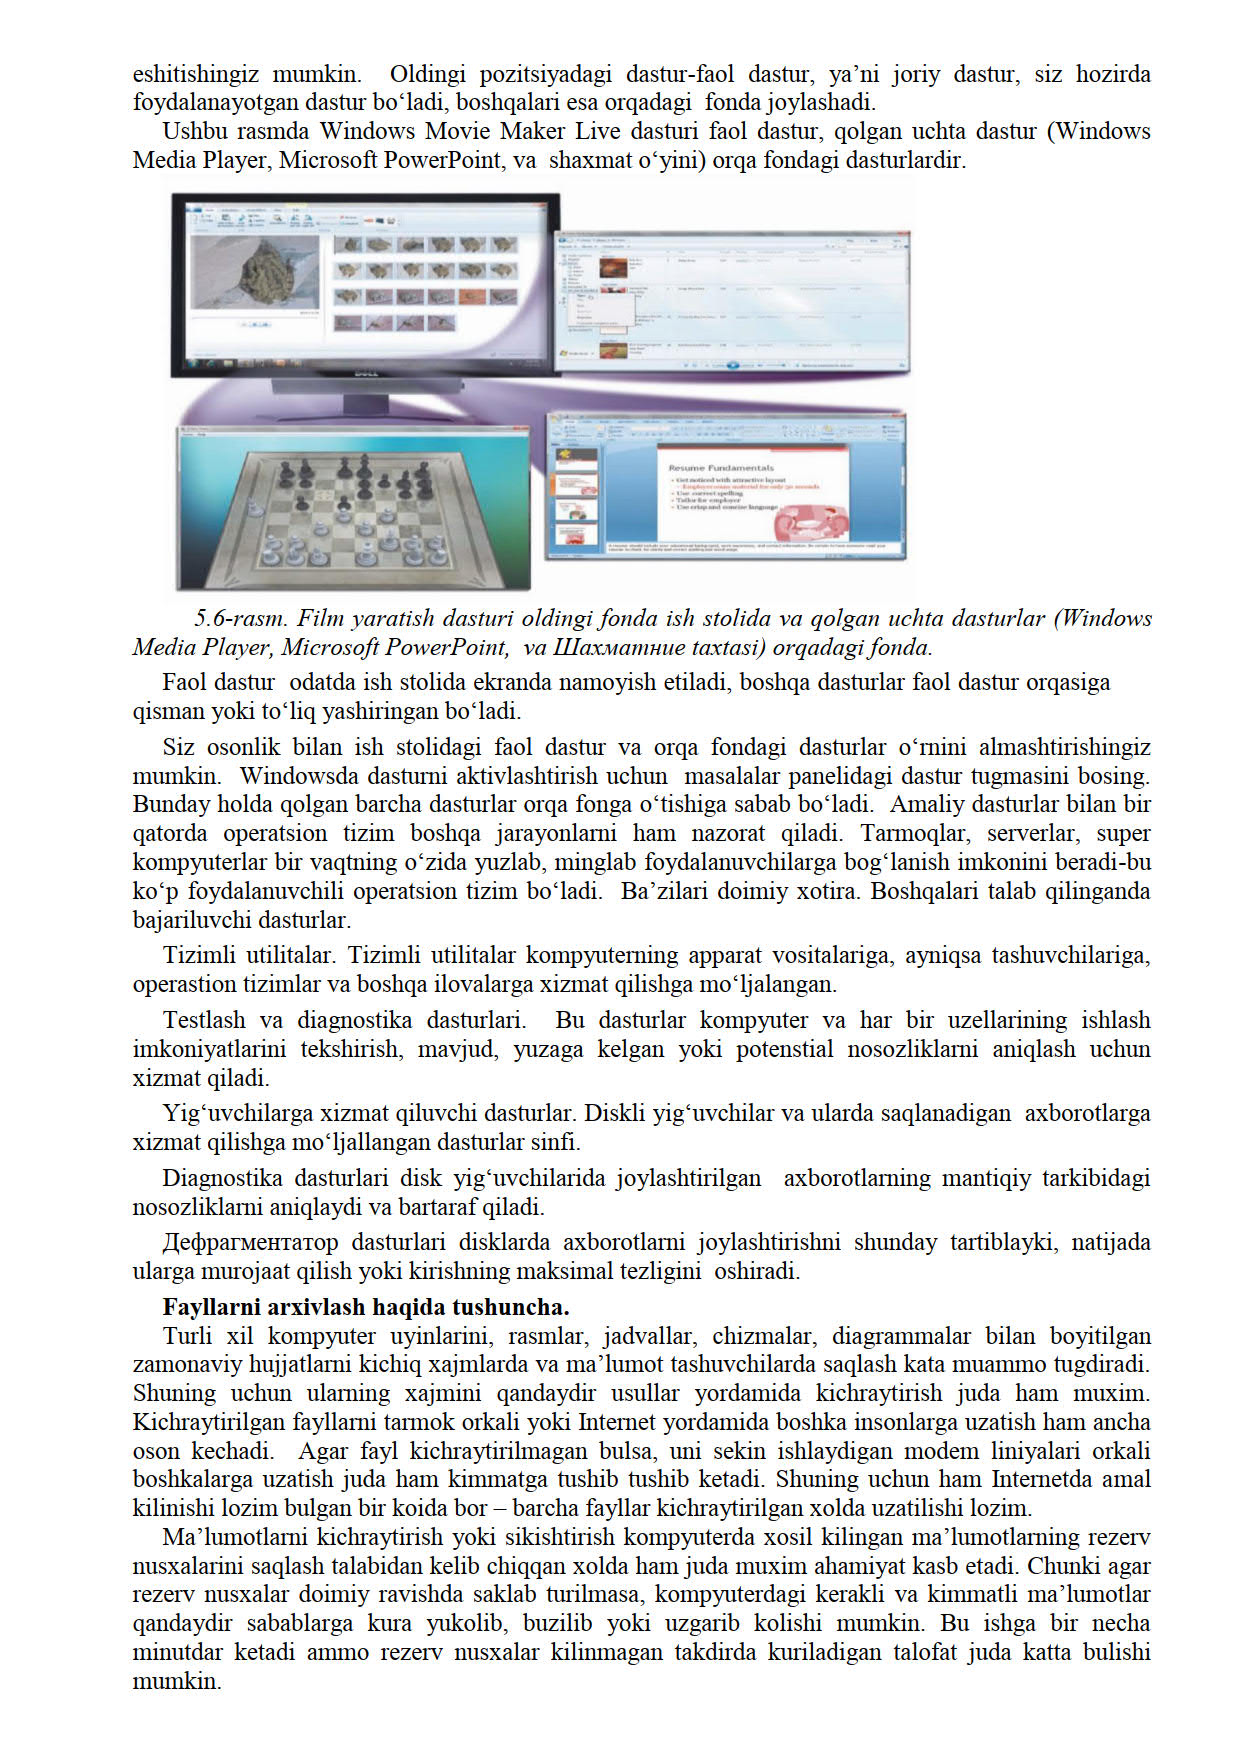 eshitishingiz mumkin. Oldingi pozitsiyadagi dastur-faol dastur, ya’ni joriy dastur, siz hozirda
foydalanayotgan dastur bo‘ladi, boshqalari esa orqadagi fonda joylashadi.
Ushbu rasmda Windows Movie Maker Live dasturi faol dastur, qolgan uchta dastur (Windows
Media Player, Microsoft PowerPoint, va shaxmat o‘yini) orqa fondagi dasturlardir.
DELL
Resume Fundamentals
• Get noticed with attractive layout
• Use correct spelling
• Tailor for employer
• Use crisp and concise language
5.6-rasm. Film yaratish dasturi oldingi fonda ish stolida va qolgan uchta dasturlar (Windows
Media Player, Microsoft PowerPoint, va Шахматние taxtasi) orqadagi fonda.
Faol dastur odatda ish stolida ekranda namoyish etiladi, boshqa dasturlar faol dastur orqasiga
qisman yoki to‘liq yashiringan bo‘ladi.
Siz osonlik bilan ish stolidagi faol dastur va orqa fondagi dasturlar o‘rnini almashtirishingiz
mumkin. Windowsda dasturni aktivlashtirish uchun masalalar panelidagi dastur tugmasini bosing.
Bunday holda qolgan barcha dasturlar orqa fonga o‘tishiga sabab bo‘ladi. Amaliy dasturlar bilan bir
qatorda operatsion tizim boshqa jarayonlarni ham nazorat qiladi. Tarmoqlar, serverlar, super
kompyuterlar bir vaqtning o‘zida yuzlab, minglab foydalanuvchilarga bog‘lanish imkonini beradi-bu
ko‘p foydalanuvchili operatsion tizim bo‘ladi. Ba’zilari doimiy xotira. Boshqalari talab qilinganda
bajariluvchi dasturlar.
Tizimli utilitalar. Tizimli utilitalar kompyuterning apparat vositalariga, ayniqsa tashuvchilariga,
operastion tizimlar va boshqa ilovalarga xizmat qilishga mo‘ljalangan.
Testlash va diagnostika dasturlari. Bu dasturlar kompyuter va har bir uzellarining ishlash
imkoniyatlarini tekshirish, mavjud, yuzaga kelgan yoki potenstial nosozliklarni aniqlash uchun
xizmat qiladi.
Yig‘uvchilarga xizmat qiluvchi dasturlar. Diskli yig‘uvchilar va ularda saqlanadigan axborotlarga
xizmat qilishga mo‘ljallangan dasturlar sinfi.
Diagnostika dasturlari disk yig‘uvchilarida joylashtirilgan axborotlarning mantiqiy tarkibidagi
nosozliklarni aniqlaydi va bartaraf qiladi.
Дефрагментатор dasturlari disklarda axborotlarni joylashtirishni shunday tartiblayki, natijada
ularga murojaat qilish yoki kirishning maksimal tezligini oshiradi.
Fayllarni arxivlash haqida tushuncha.
Turli xil kompyuter uyinlarini, rasmlar, jadvallar, chizmalar, diagrammalar bilan boyitilgan
zamonaviy hujjatlarni kichiq xajmlarda va ma’lumot tashuvchilarda saqlash kata muammo tugdiradi.
Shuning uchun ularning xajmini qandaydir usullar yordamida kichraytirish juda ham muxim.
Kichraytirilgan fayllarni tarmok orkali yoki Internet yordamida boshka insonlarga uzatish ham ancha
oson kechadi. Agar fayl kichraytirilmagan bulsa, uni sekin ishlaydigan modem liniyalari orkali
boshkalarga uzatish juda ham kimmatga tushib tushib ketadi. Shuning uchun ham Internetda amal
kilinishi lozim bulgan bir koida bor – barcha fayllar kichraytirilgan xolda uzatilishi lozim.
Ma’lumotlarni kichraytirish yoki sikishtirish kompyuterda xosil kilingan ma’lumotlarning rezerv
nusxalarini saqlash talabidan kelib chiqqan xolda ham juda muxim ahamiyat kasb etadi. Chunki agar
rezerv nusxalar doimiy ravishda saklab turilmasa, kompyuterdagi kerakli va kimmatli ma’lumotlar
qandaydir sabablarga kura yukolib, buzilib yoki uzgarib kolishi mumkin. Bu ishga bir necha
minutdar ketadi ammo rezerv nusxalar kilinmagan takdirda kuriladigan talofat juda katta bulishi
mumkin.